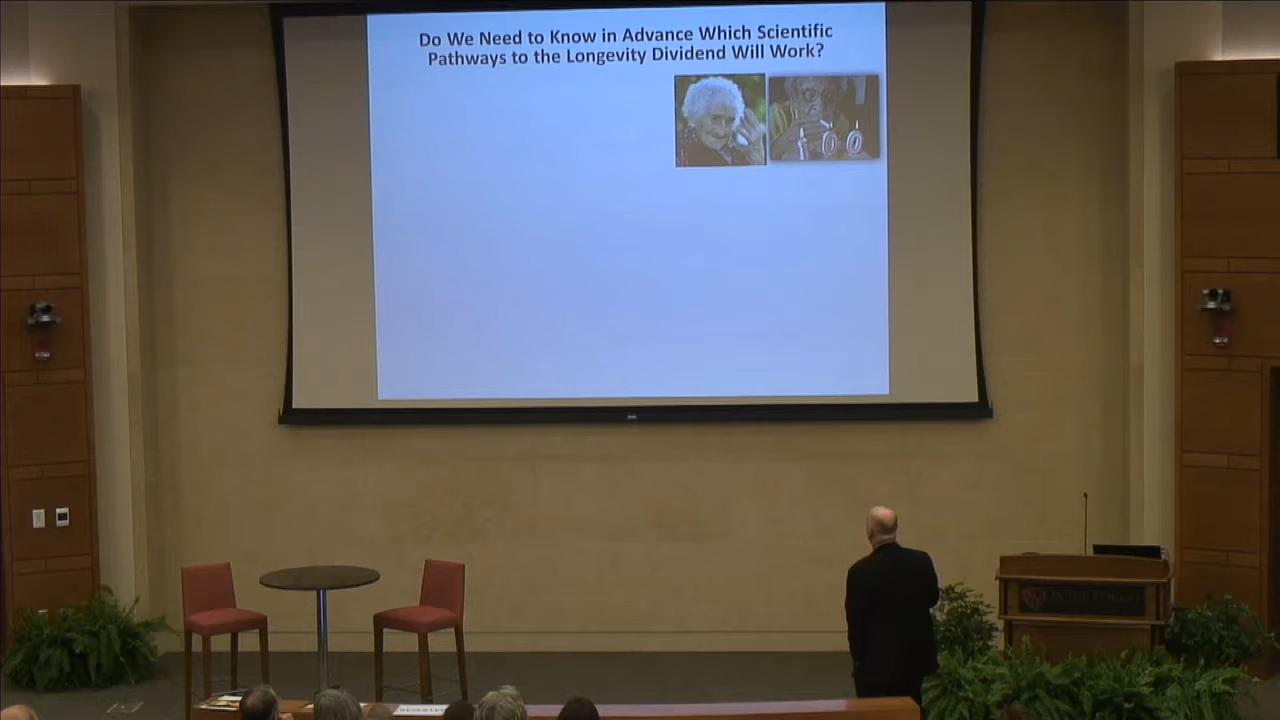 Do We Need to Know in Advance Which Scientific
Pathways to the Longevity Dividend Will Work?
100